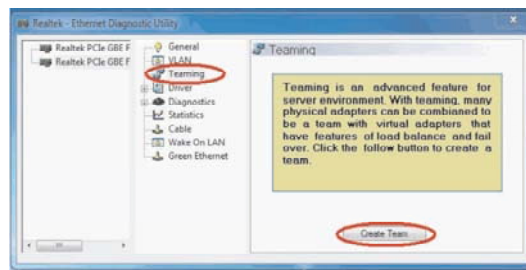 Realtek - Ethernet Diagnostic Utility
Realtek PCIe GBE F
Realtek PCIe GBE F
General
VLAN
Teaming
Driver
Diagnostics
Statistics
Cable
Wake On LAN
Green Ethernet
Teaming
Teaming is an advanced feature for
server environment. With teaming, many
physical adapters can be combianed to
be a team with virtual adapters that
have features of load balance and fail
over. Click the follow button to create a
team.
Create Team